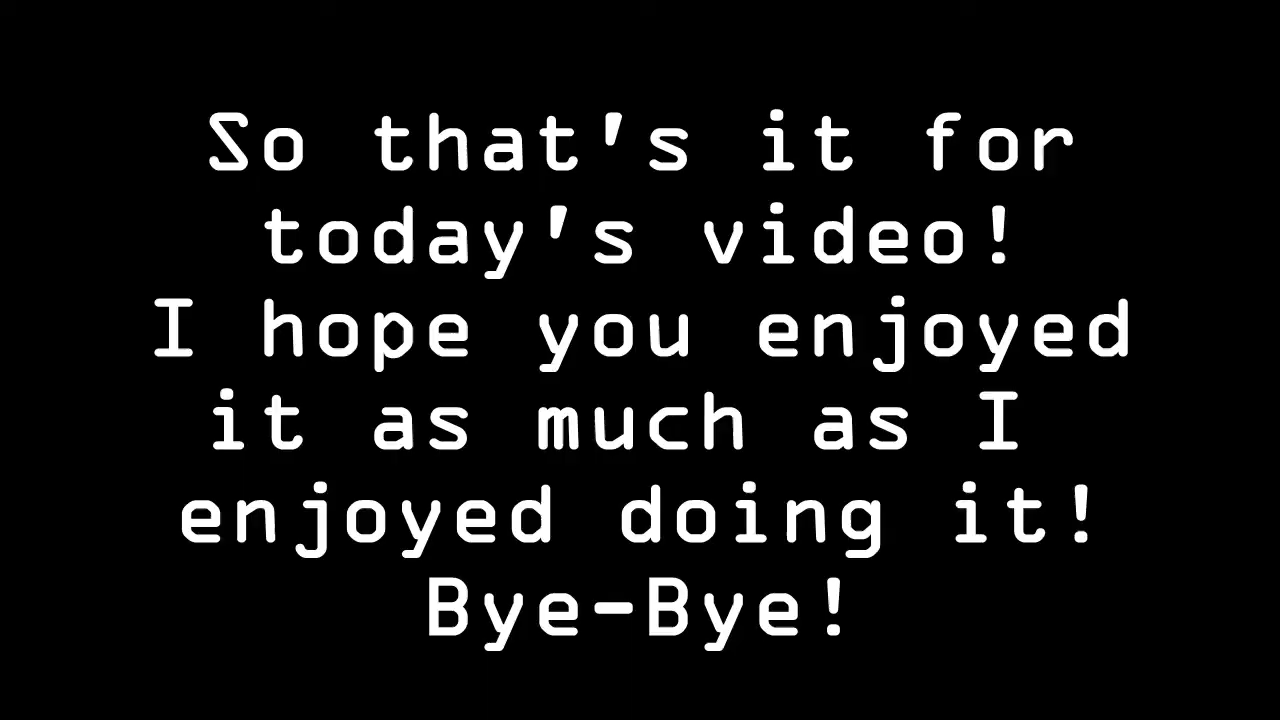 So that's it for
today's video!
I hope you enjoyed
it as much as I
enjoyed doing it!
Bye-Bye!